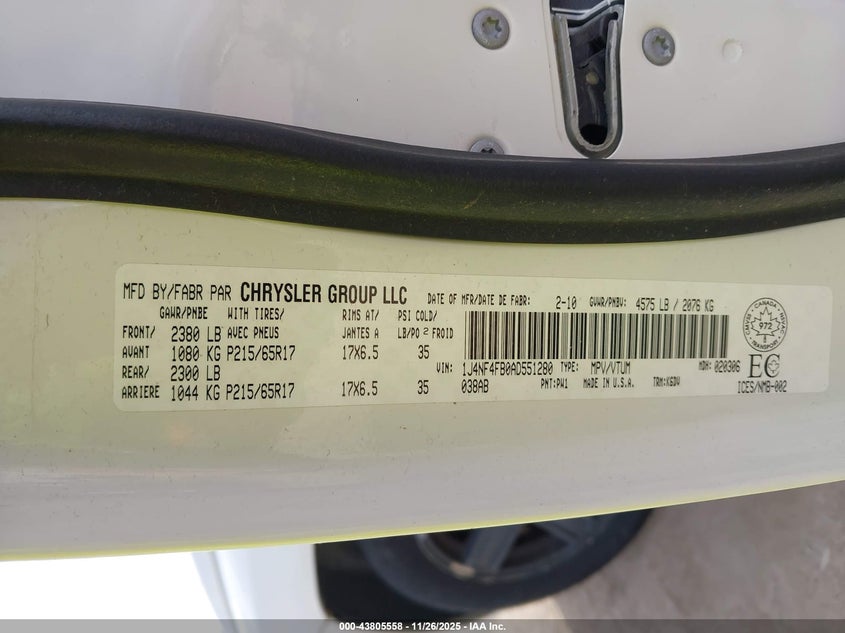 MFD BY/FABR PAR CHRYSLER GROUP LLC DATE OF MFR/DATE DE FABR: 2-10 GVWR/PNBV: 4575 LB / 2076 KG
GAWR/PNBE WITH TIRES/ RIMS AT/ PSI COLD/
FRONT/ 2380 LB AVEC PNEUS JANTES A LB/PO 2 FROID
AVANT 1080 KG P215/65R17 17X6.5 35
REAR/ 2300 LB
ARRIERE 1044 KG P215/65R17 17X6.5 35
VIN: 1J4NF4FB0AD551280 TYPE: MPV/VTUM MDH: 020306
038AB PNT:PW1 MADE IN U.S.A. TRM:K6DV
CANADA
972
EC
ICES/NMB-002
000-43805558 - 11/26/2025 - IAA Inc.